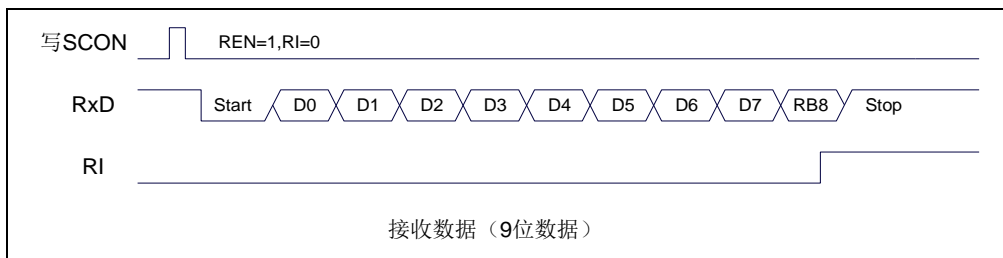 写SCON REN=1,RI=0
RxD Start D0 D1 D2 D3 D4 D5 D6 D7 RB8 Stop
RI
接收数据（9位数据）